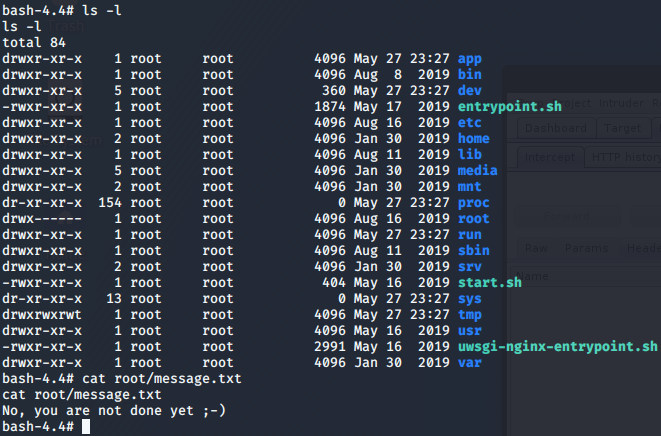 bash-4.4# ls -l
ls -l
total 84
drwxr-xr-x 1 root root 4096 May 27 23:27 app
drwxr-xr-x 1 root root 4096 Aug 8 2019 bin
drwxr-xr-x 5 root root 360 May 27 23:27 dev
-rwxr-xr-x 1 root root 1874 May 17 2019 entrypoint.sh
drwxr-xr-x 1 root root 4096 Aug 16 2019 etc
drwxr-xr-x 2 root root 4096 Jan 30 2019 home
drwxr-xr-x 1 root root 4096 Aug 11 2019 lib
drwxr-xr-x 5 root root 4096 Jan 30 2019 media
drwxr-xr-x 2 root root 4096 Jan 30 2019 mnt
dr-xr-xr-x 154 root root 0 May 27 23:27 proc
drwx------ 1 root root 4096 Aug 16 2019 root
drwxr-xr-x 1 root root 4096 May 27 23:27 run
drwxr-xr-x 1 root root 4096 Aug 11 2019 sbin
drwxr-xr-x 2 root root 4096 Jan 30 2019 srv
-rwxr-xr-x 1 root root 404 May 16 2019 start.sh
dr-xr-xr-x 13 root root 0 May 27 23:27 sys
drwxrwxrwt 1 root root 4096 May 27 23:27 tmp
drwxr-xr-x 1 root root 4096 May 16 2019 usr
-rwxr-xr-x 1 root root 2991 May 16 2019 uwsgi-nginx-entrypoint.sh
drwxr-xr-x 1 root root 4096 Jan 30 2019 var
bash-4.4# cat root/message.txt
cat root/message.txt
No, you are not done yet ;-)
bash-4.4#
Intruder
Dashboard Target
Intercept HTTP histor
Raw Params Heade
Name